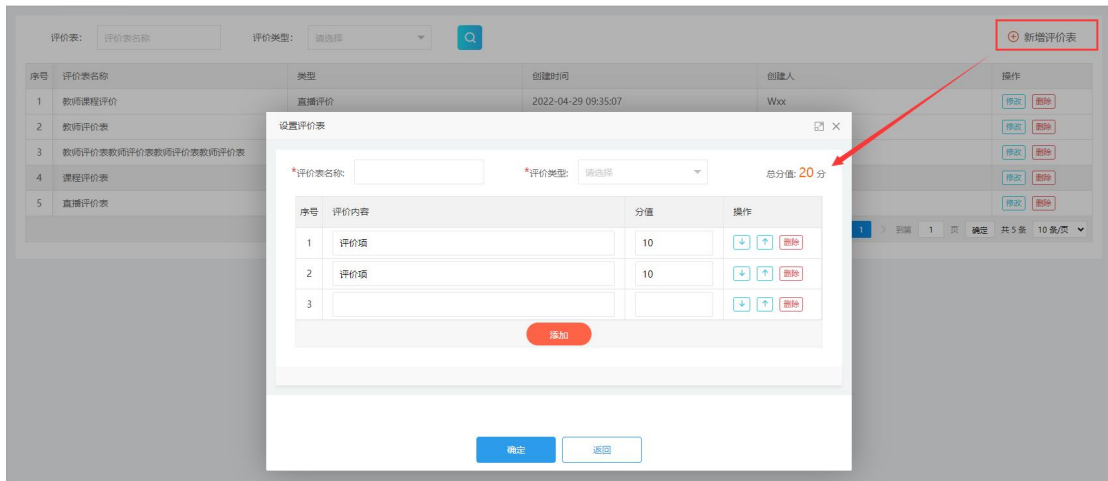 评价表: 评价表名称 评价类型: 请选择 新增评价表
序号 评价表名称 类型 创建时间 创建人 操作
1 教师课程评价 直播评价 2022-04-29 09:35:07 Wxx 修改 删除
2 教师评价表 修改 删除
3 教师评价表教师评价表教师评价表教师评价表 修改 删除
4 课程评价表 修改 删除
5 直播评价表 修改 删除
1 到第 1 页 确定 共 5 条 10 条/页
设置评价表
*评价表名称: *评价类型: 请选择 总分值: 20 分
序号 评价内容 分值 操作
1 评价项 10 删除
2 评价项 10 删除
3 删除
添加
确定 返回